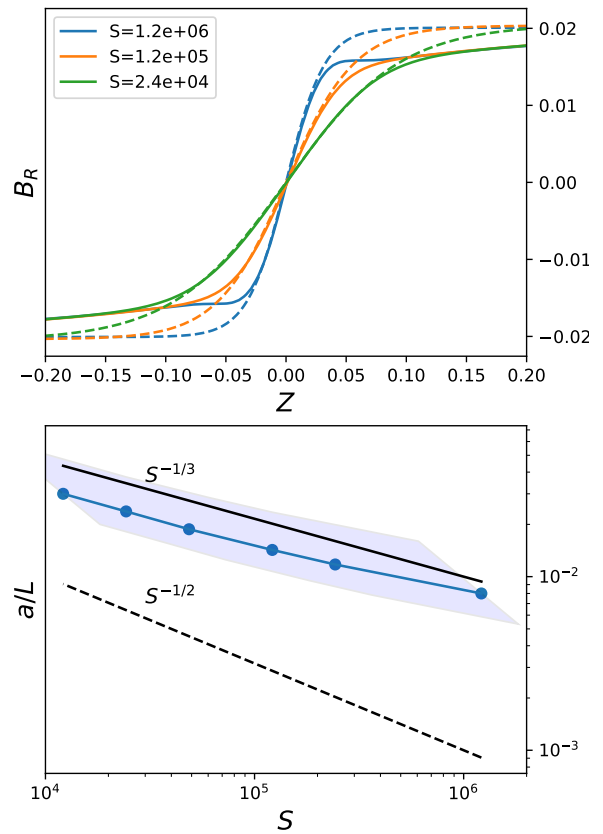 S=1.2e+06
S=1.2e+05
S=2.4e+04
0.02
0.01
0.00
−0.01
−0.02
B_R
−0.20 −0.15 −0.10 −0.05 0.00 0.05 0.10 0.15 0.20
Z
S^{-1/3}
S^{-1/2}
10^{-2}
10^{-3}
a/L
10^4 10^5 10^6
S